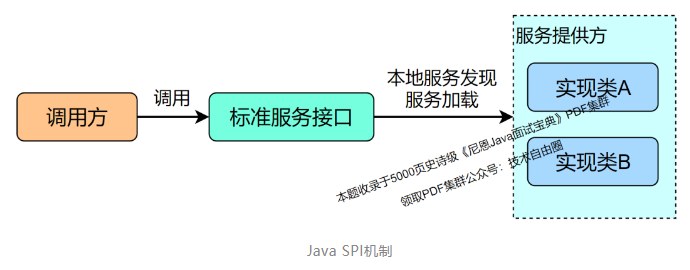 服务提供方
调用方
调用
标准服务接口
本地服务发现
服务加载
实现类A
实现类B
本题收录于5000页史诗级《尼恩Java面试宝典》PDF集群
领取PDF集群公众号：技术自由圈
Java SPI机制